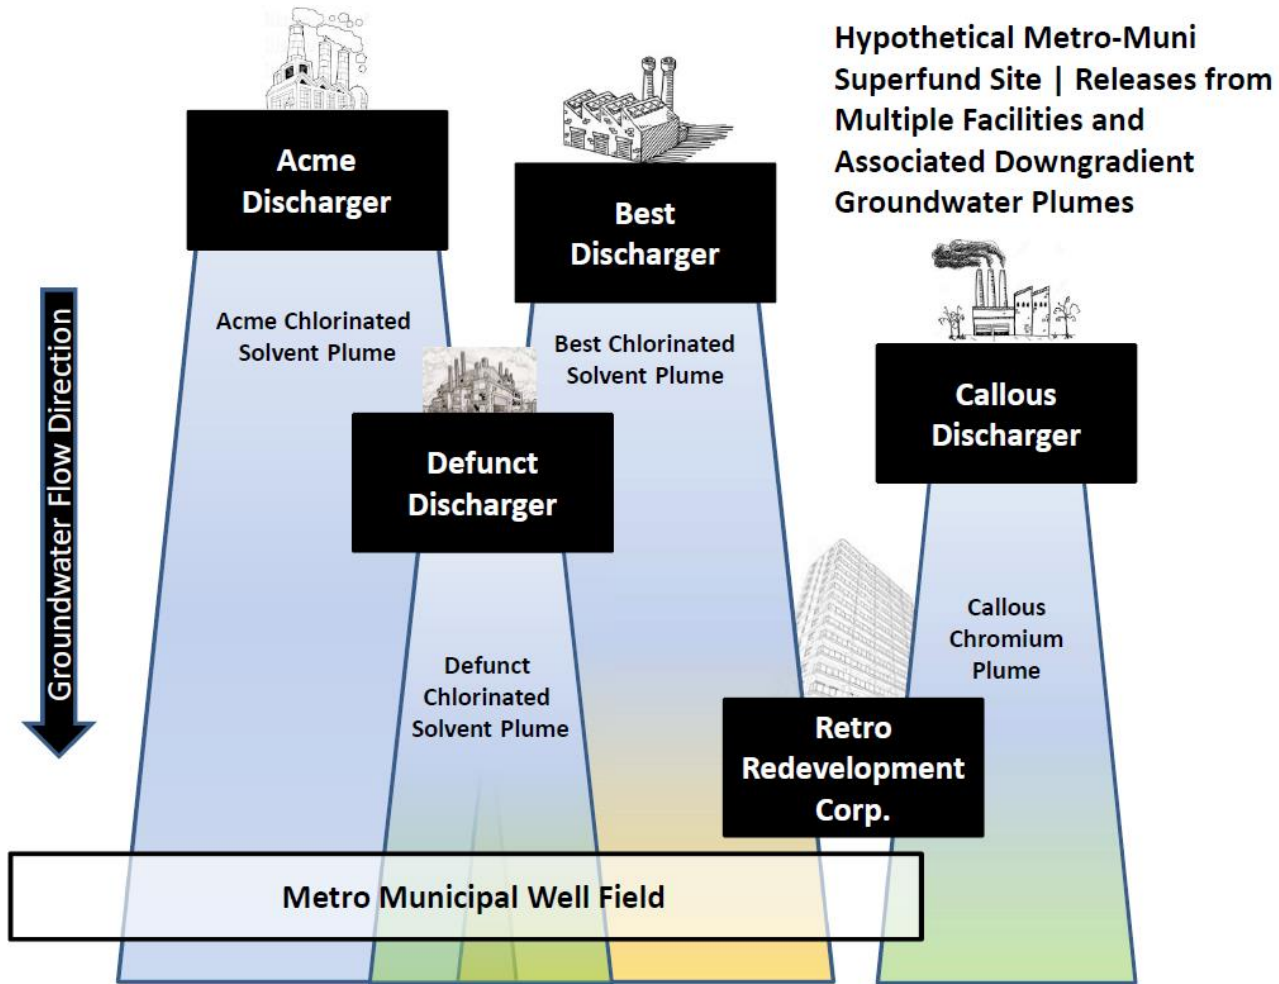 Hypothetical Metro-Muni
Superfund Site | Releases from
Multiple Facilities and
Associated Downgradient
Groundwater Plumes
Acme
Discharger
Best
Discharger
Acme Chlorinated
Solvent Plume
Best Chlorinated
Solvent Plume
Callous
Discharger
Defunct
Discharger
Groundwater Flow Direction
Callous
Chromium
Plume
Defunct
Chlorinated
Solvent Plume
Retro
Redevelopment
Corp.
Metro Municipal Well Field